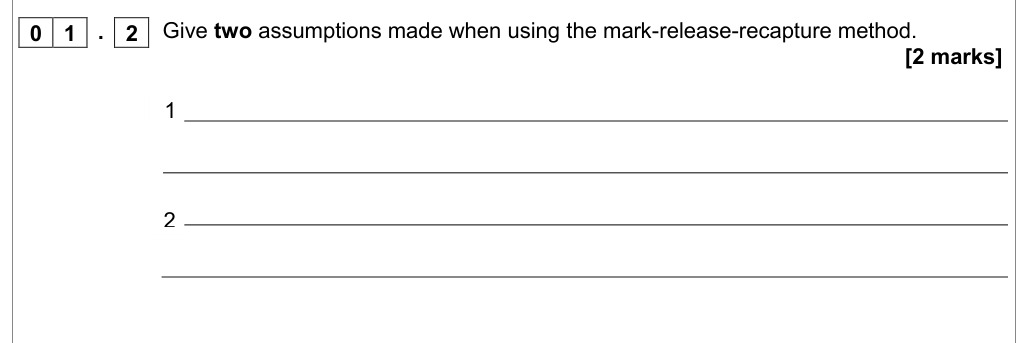 0 1 . 2 Give two assumptions made when using the mark-release-recapture method.
[2 marks]
1
2